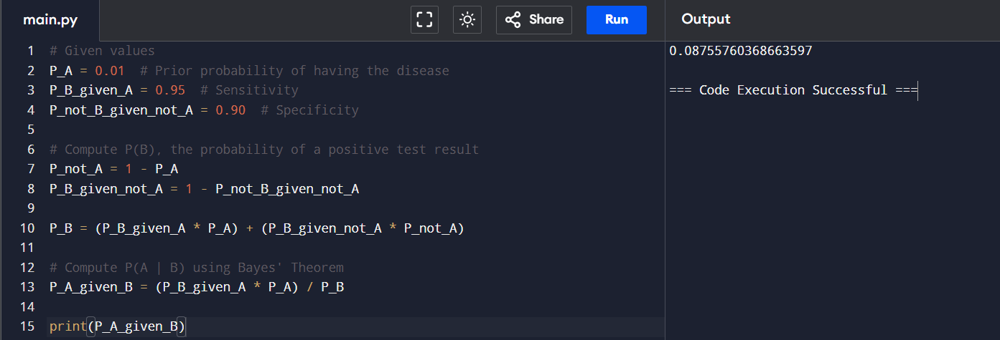 main.py
Share
Run
Output
1 # Given values
2 P_A = 0.01  # Prior probability of having the disease
3 P_B_given_A = 0.95  # Sensitivity
4 P_not_B_given_not_A = 0.90  # Specificity
5
6 # Compute P(B), the probability of a positive test result
7 P_not_A = 1 - P_A
8 P_B_given_not_A = 1 - P_not_B_given_not_A
9
10 P_B = (P_B_given_A * P_A) + (P_B_given_not_A * P_not_A)
11
12 # Compute P(A | B) using Bayes' Theorem
13 P_A_given_B = (P_B_given_A * P_A) / P_B
14
15 print(P_A_given_B)
0.08755760368663597
=== Code Execution Successful ===